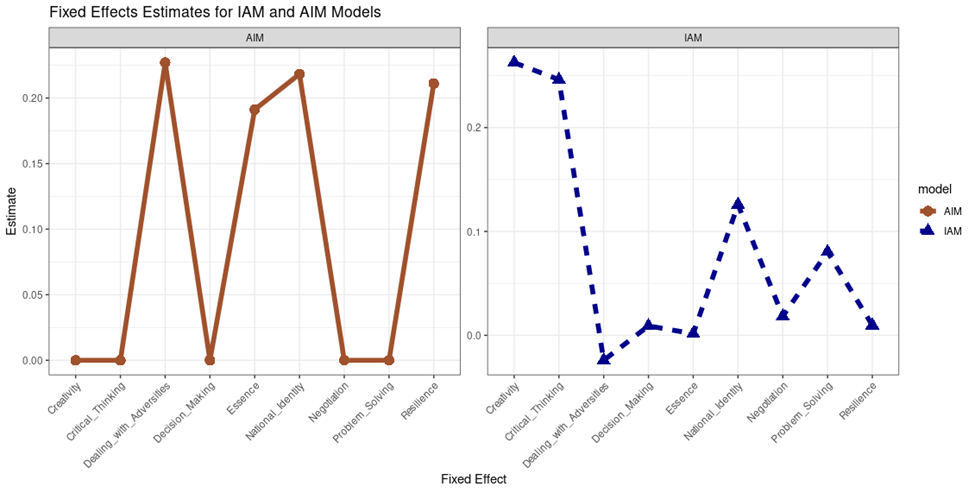 Fixed Effects Estimates for IAM and AIM Models
AIM
IAM
Estimate
0.20
0.15
0.10
0.05
0.00
0.2
0.1
0.0
Creativity
Critical_Thinking
Dealing_with_Adversities
Decision_Making
Essence
National_Identity
Negotiation
Problem_Solving
Resilience
Creativity
Critical_Thinking
Dealing_with_Adversities
Decision_Making
Essence
National_Identity
Negotiation
Problem_Solving
Resilience
Fixed Effect
model
AIM
IAM